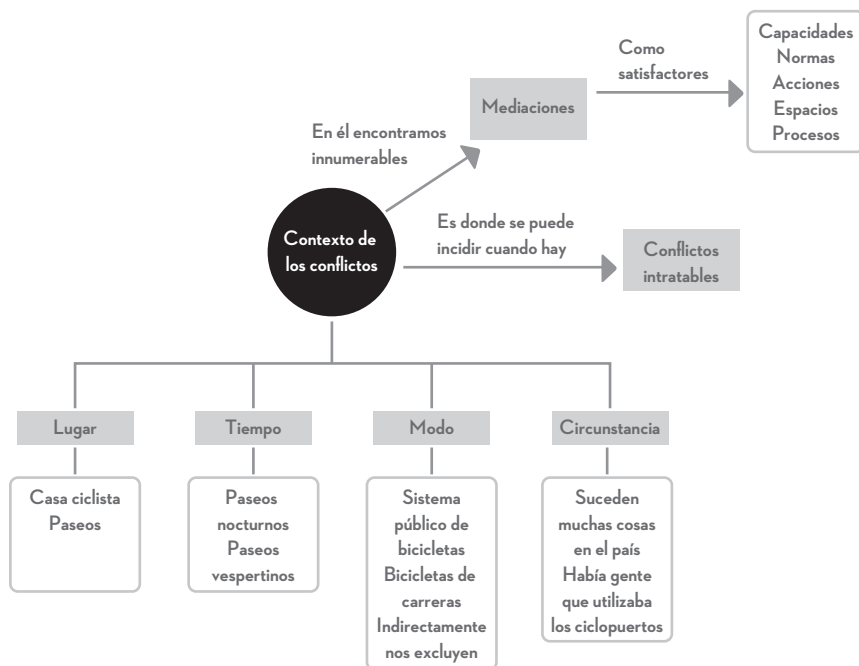 Capacidades
Normas
Acciones
Espacios
Procesos
Como
satisfactores
Mediaciones
En él encontramos
innumerables
Contexto de
los conflictos
Es donde se puede
incidir cuando hay
Conflictos
intratables
Lugar
Tiempo
Modo
Circunstancia
Casa ciclista
Paseos
Paseos
nocturnos
Paseos
vespertinos
Sistema
público de
bicicletas
Bicicletas de
carreras
Indirectamente
nos excluyen
Suceden
muchas cosas
en el país
Había gente
que utilizaba
los ciclopuertos